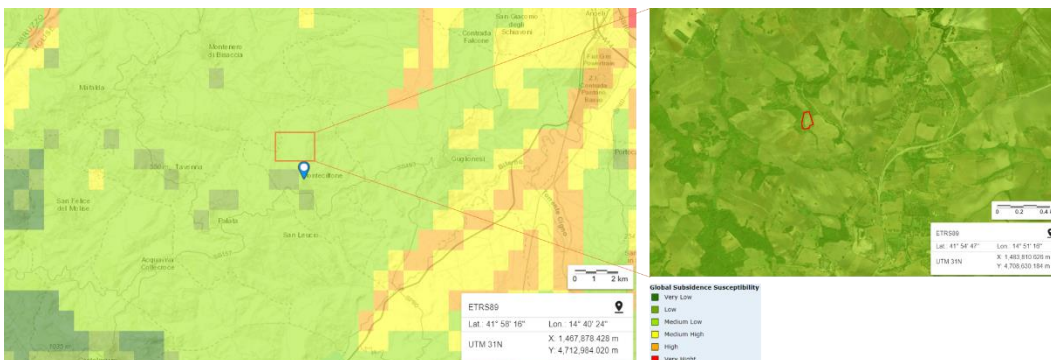 San Giacomo
degli
Schiavoni
Contrada
Falcone
Montenero
di Bisaccia
Mafalda
Tavenna
Guglionesi
Montecilfone
San Felice
del Molise
Palata
San Leucio
Acquaviva
Collecroce
0 1 2 km
ETRS89
Lat.: 41° 58' 16" Lon.: 14° 40' 24"
UTM 31N
X: 1,467,878.428 m
Y: 4,712,984.020 m
0 0.2 0.4
ETRS89
Lat.: 41° 54' 47" Lon.: 14° 51' 18"
UTM 31N
X: 1,483,810.628 m
Y: 4,708,630.184 m
Global Subsidence Susceptibility
Very Low
Low
Medium Low
Medium High
High